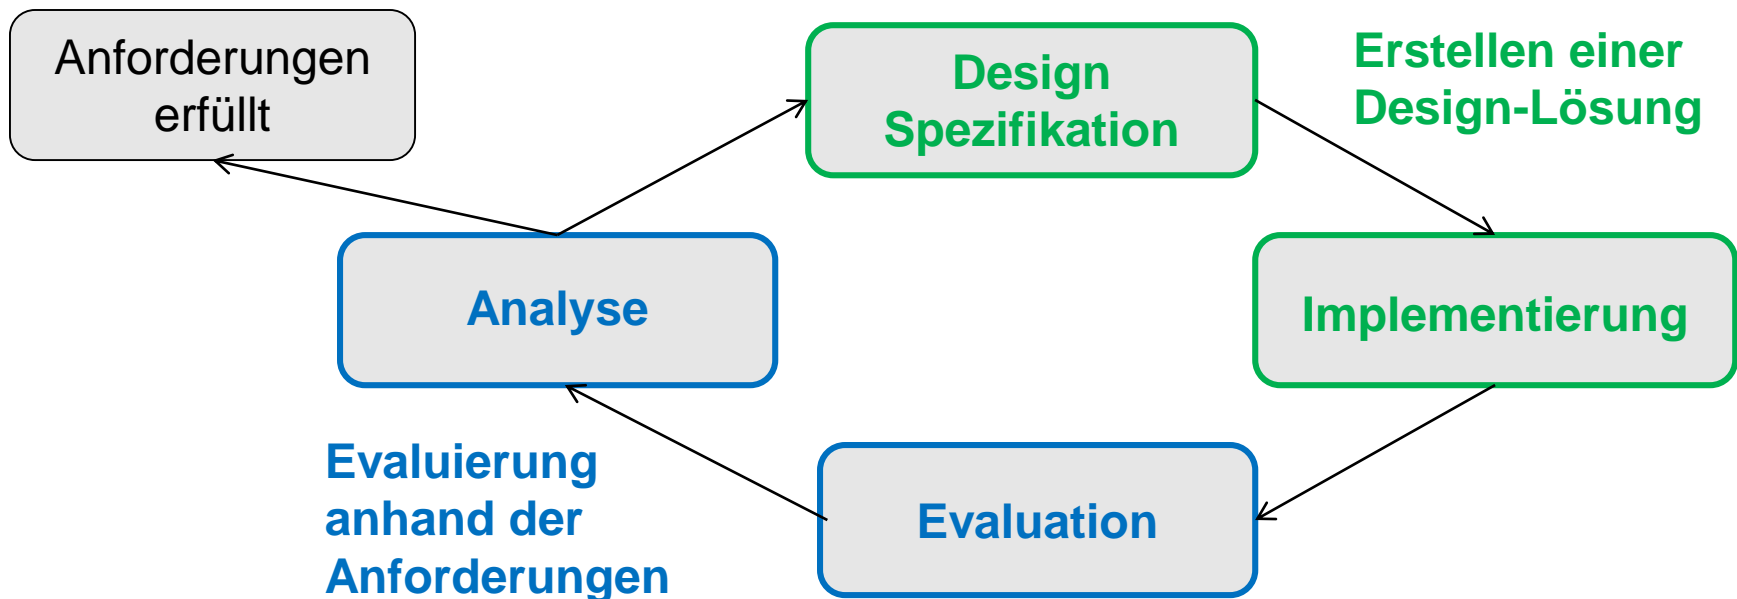 Anforderungen
erfüllt
Design
Spezifikation
Erstellen einer
Design-Lösung
Analyse
Implementierung
Evaluierung
anhand der
Anforderungen
Evaluation